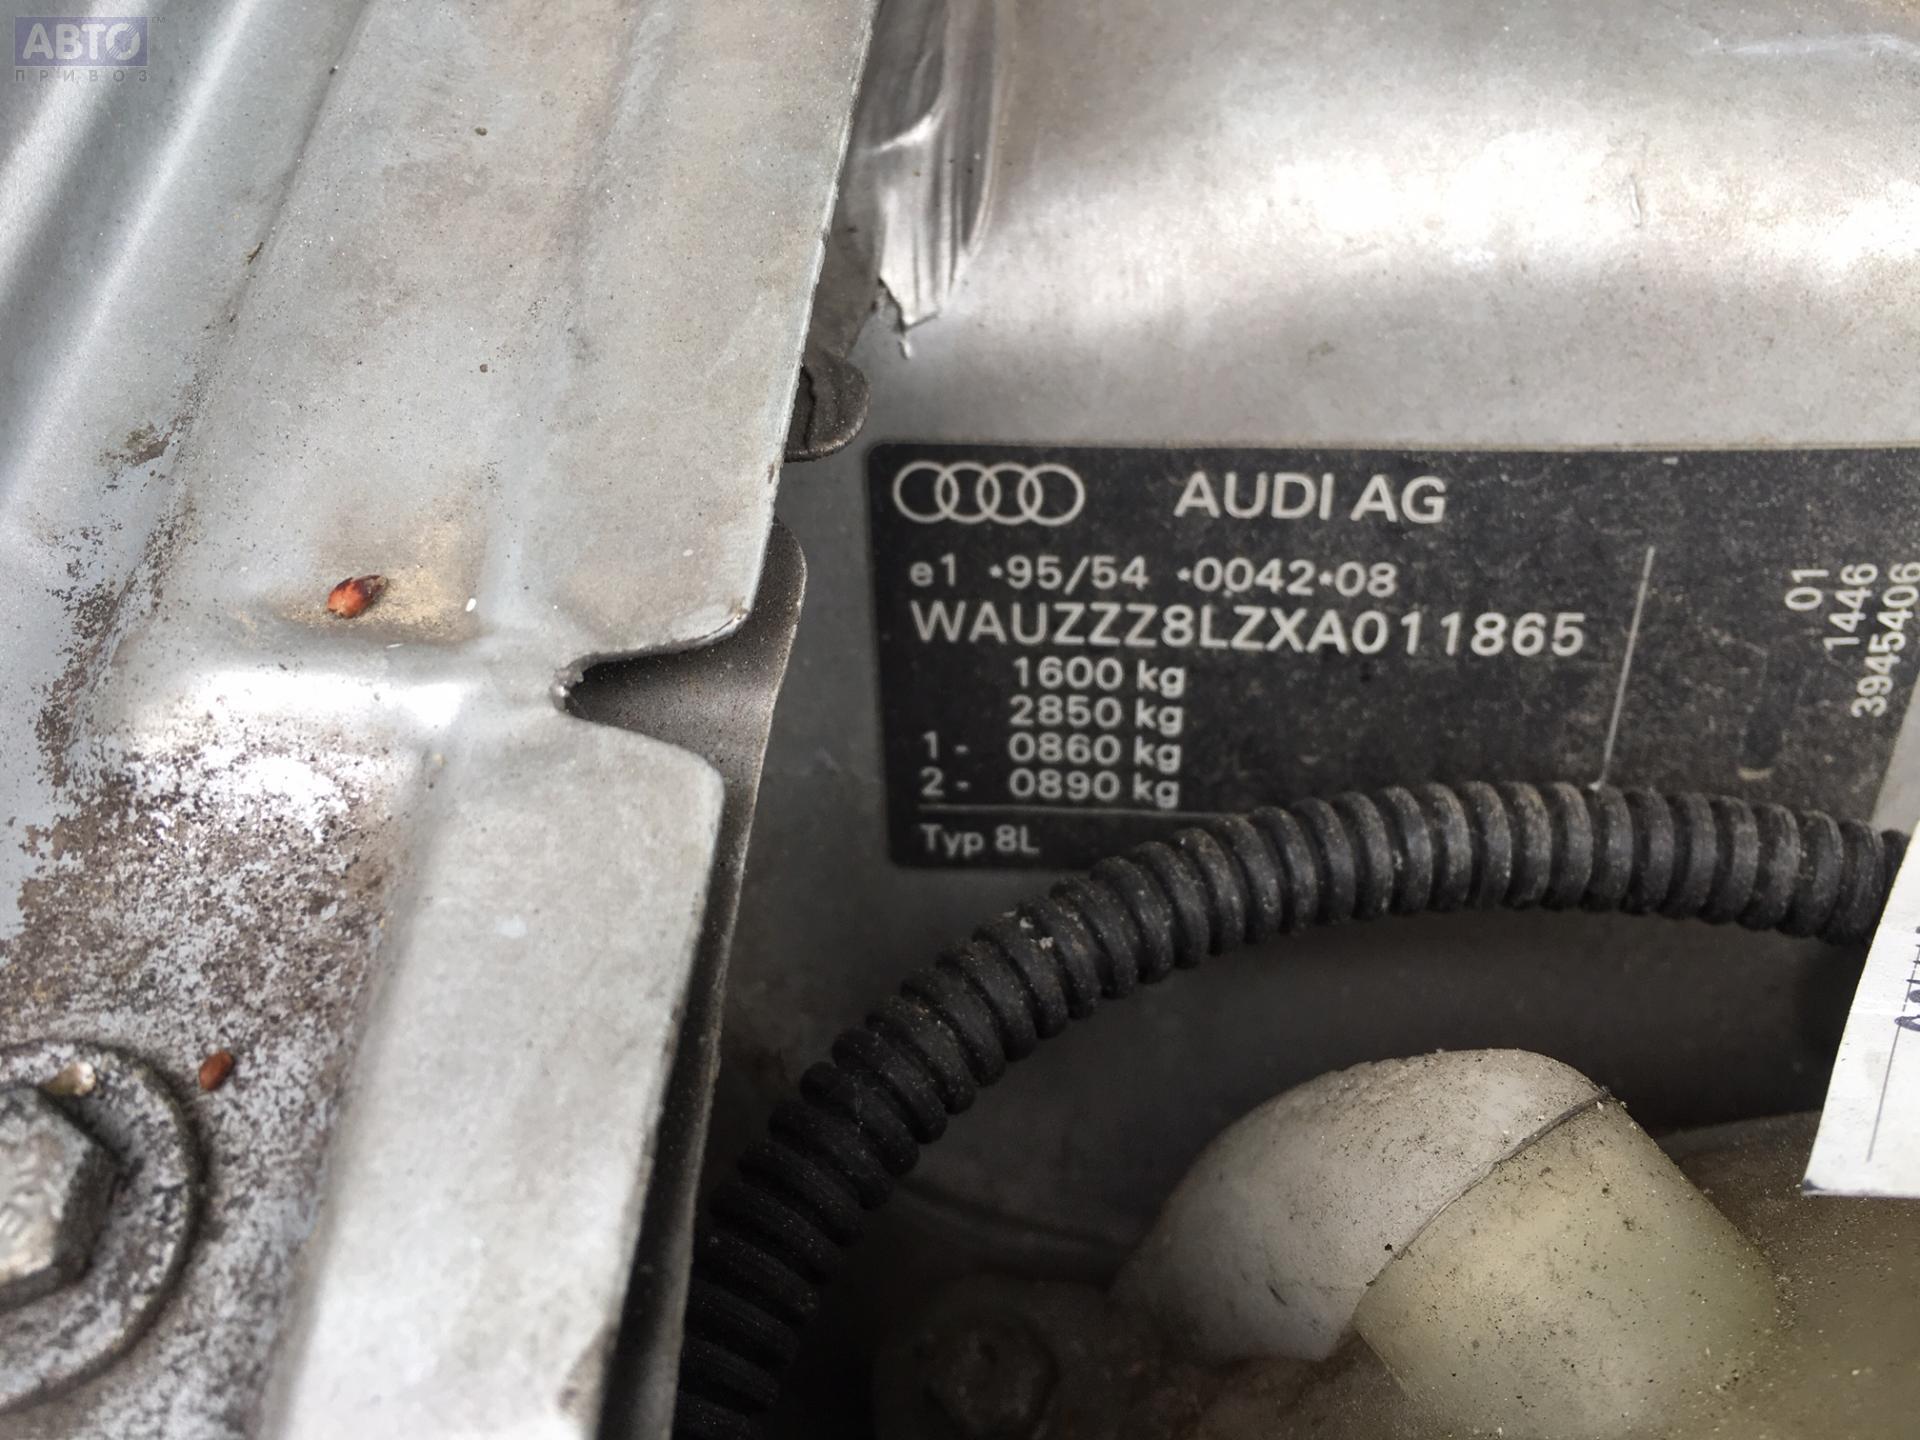 АВТО
ПРИВОЗ
AUDI AG
e1 •95/54 •0042•08
WAUZZZ8LZXA011865
1600 kg
2850 kg
1- 0860 kg
2- 0890 kg
Typ 8L
01
1446
3945406